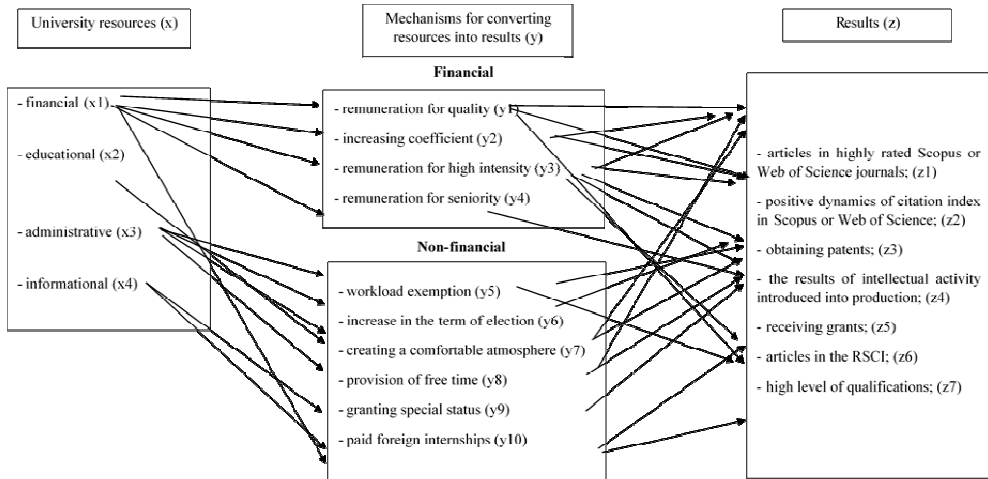 University resources (x)
Mechanisms for converting
resources into results (y)
Results (z)
- financial (x1)
- educational (x2)
- administrative (x3)
- informational (x4)
Financial
- remuneration for quality (y1)
- increasing coefficient (y2)
- remuneration for high intensity (y3)
- remuneration for seniority (y4)
Non-financial
- workload exemption (y5)
- increase in the term of election (y6)
- creating a comfortable atmosphere (y7)
- provision of free time (y8)
- granting special status (y9)
- paid foreign internships (y10)
- articles in highly rated Scopus or
Web of Science journals; (z1)
- positive dynamics of citation index
in Scopus or Web of Science; (z2)
- obtaining patents; (z3)
- the results of intellectual activity
introduced into production; (z4)
- receiving grants; (z5)
- articles in the RSCI; (z6)
- high level of qualifications; (z7)